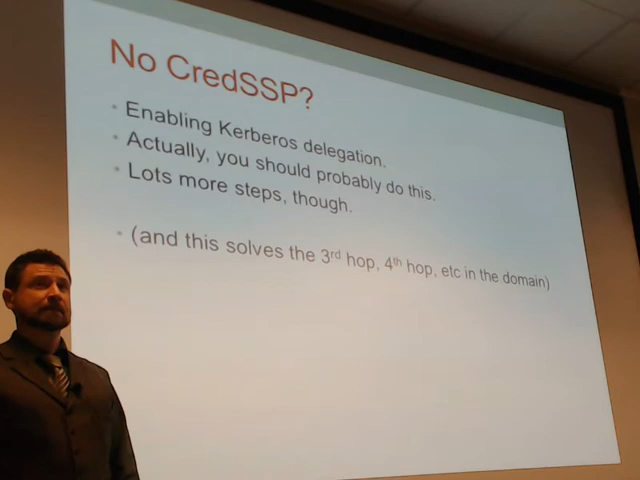 No CredSSP?
Enabling Kerberos delegation.
Actually, you should probably do this.
Lots more steps, though.
(and this solves the 3rd hop, 4th hop, etc in the domain)